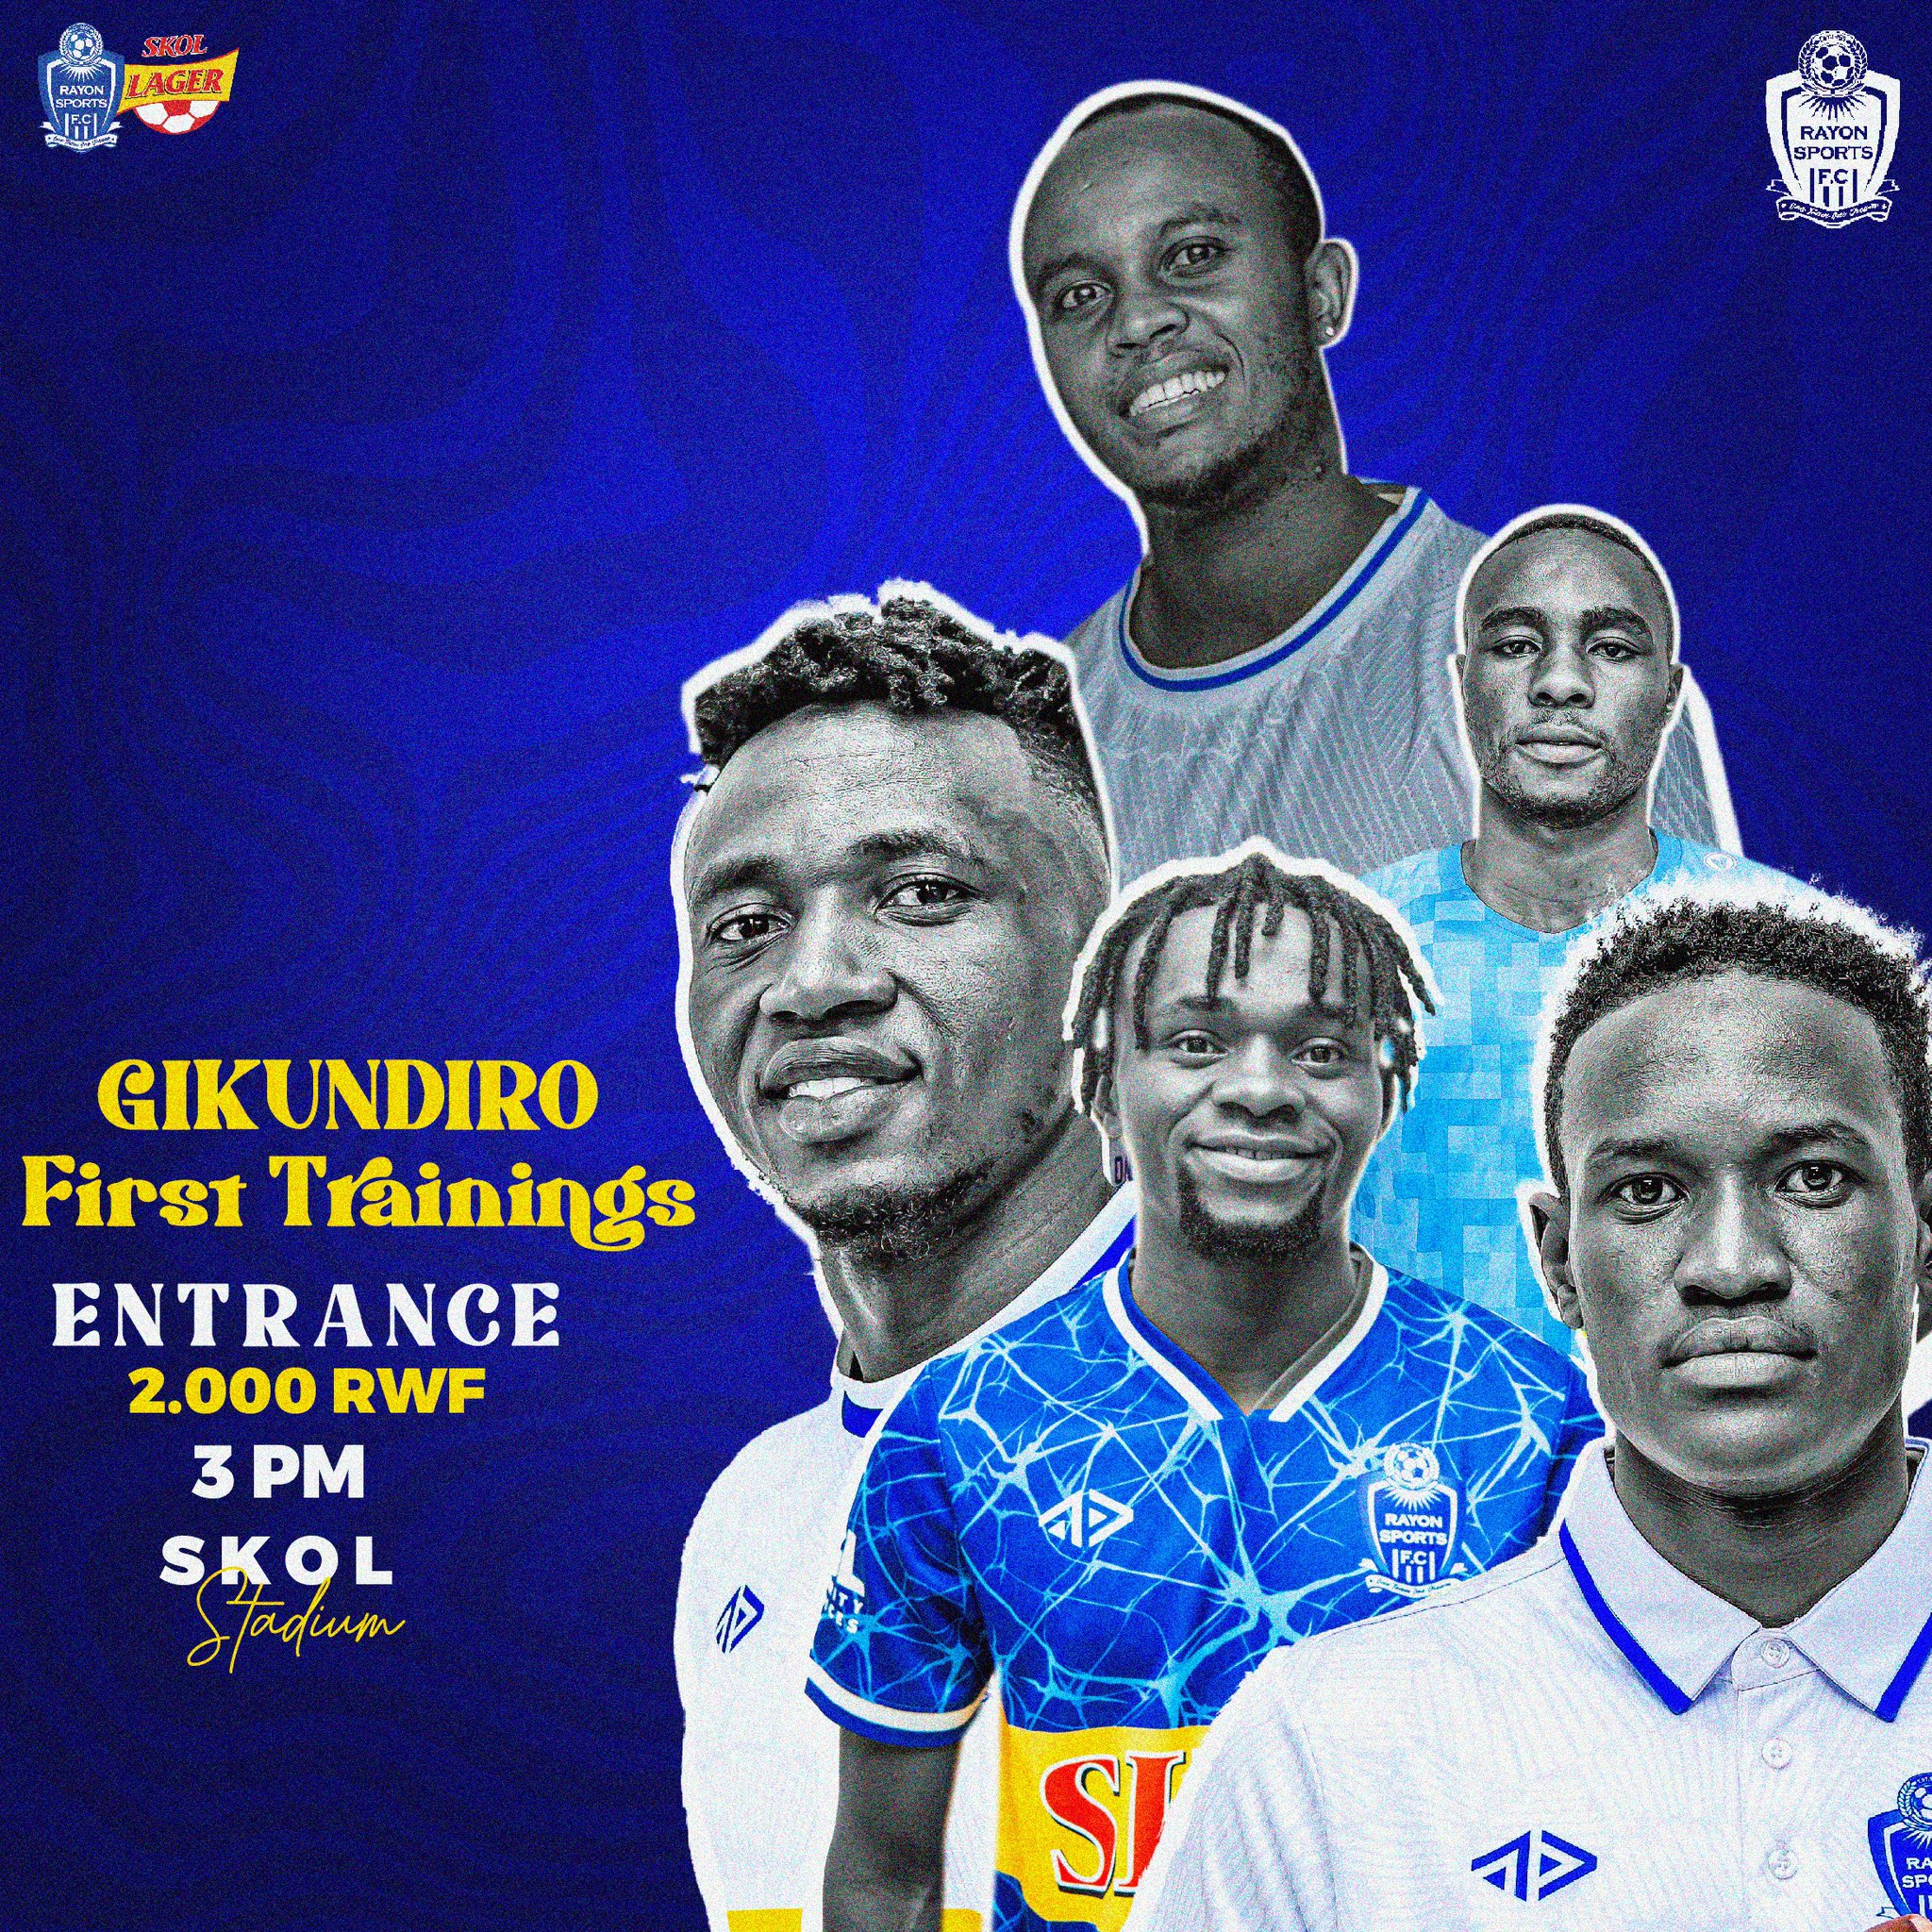 RAYON
SPORTS
F.C
SKOL
LAGER
RAYON
SPORTS
F.C
GIKUNDIRO
First Trainings
ENTRANCE
2.000 RWF
3 PM
SKOL
Stadium
RAYON
SPORTS
F.C